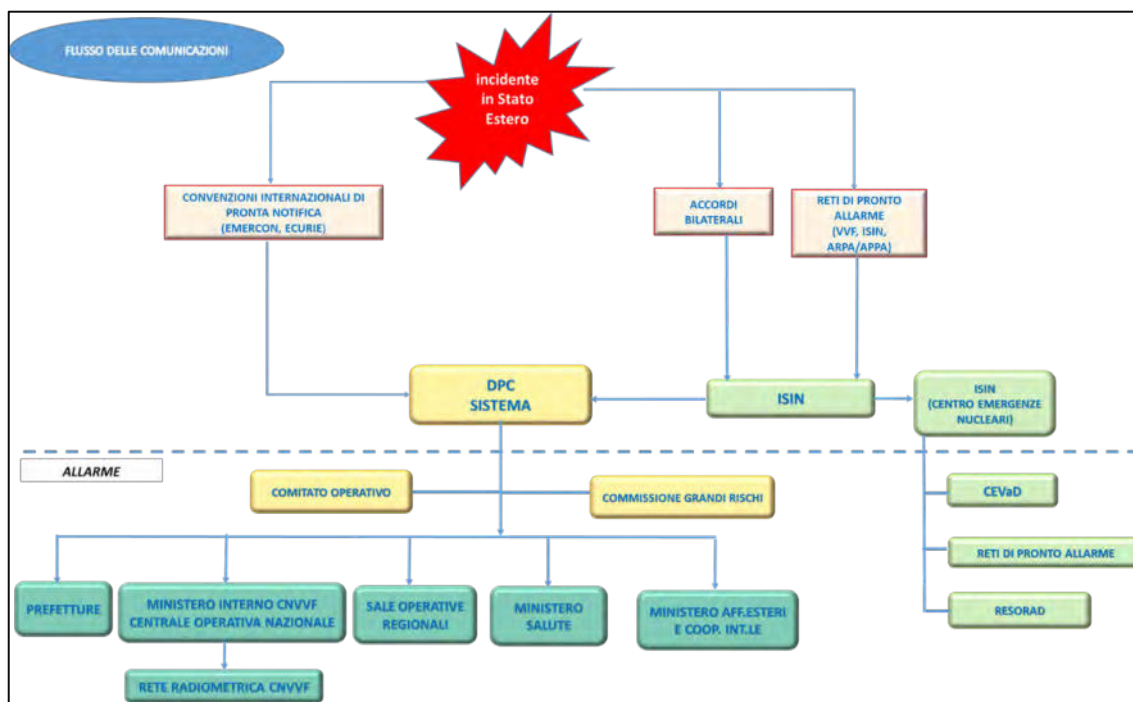 FLUSSO DELLE COMUNICAZIONI
incidente
in Stato
Estero
CONVENZIONI INTERNAZIONALI DI
PRONTA NOTIFICA
(EMERCON, ECURIE)
ACCORDI
BILATERALI
RETI DI PRONTO
ALLARME
(VVF, ISIN,
ARPA/APPA)
DPC
SISTEMA
ISIN
ISIN
(CENTRO EMERGENZE
NUCLEARI)
ALLARME
COMITATO OPERATIVO
COMMISSIONE GRANDI RISCHI
CEVaD
RETI DI PRONTO ALLARME
RESORAD
PREFETTURE
MINISTERO INTERNO CNVVF
CENTRALE OPERATIVA NAZIONALE
SALE OPERATIVE
REGIONALI
MINISTERO
SALUTE
MINISTERO AFF.ESTERI
E COOP. INT.LE
RETE RADIOMETRICA CNVVF